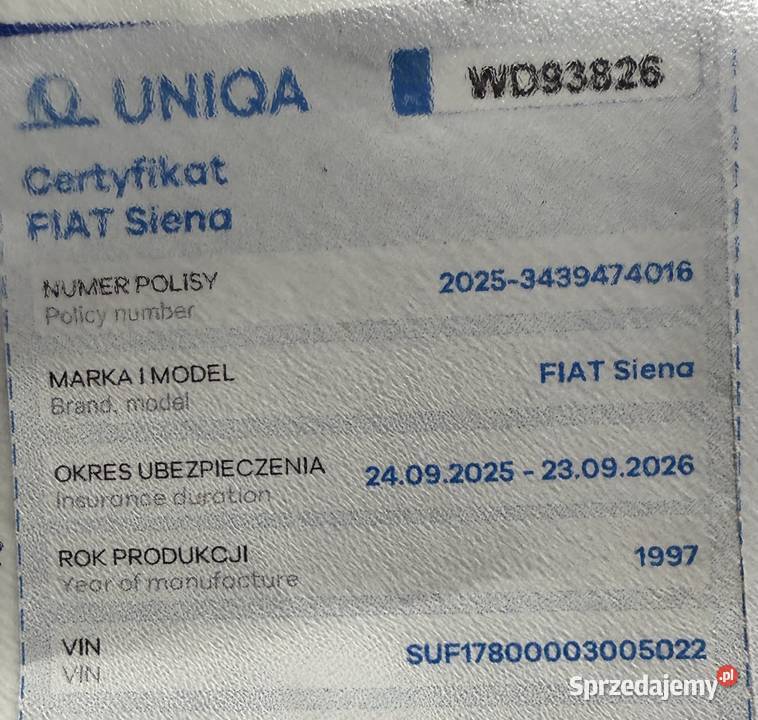 UNIQA
WD93826
Certyfikat
FIAT Siena
NUMER POLISY
2025-3439474016
Policy number
MARKA I MODEL
FIAT Siena
Brand, model
OKRES UBEZPIECZENIA
24.09.2025 - 23.09.2026
Insurance duration
ROK PRODUKCJI
1997
Year of manufacture
VIN
SUF17800003005022
VIN
Sprzedajemy.pl